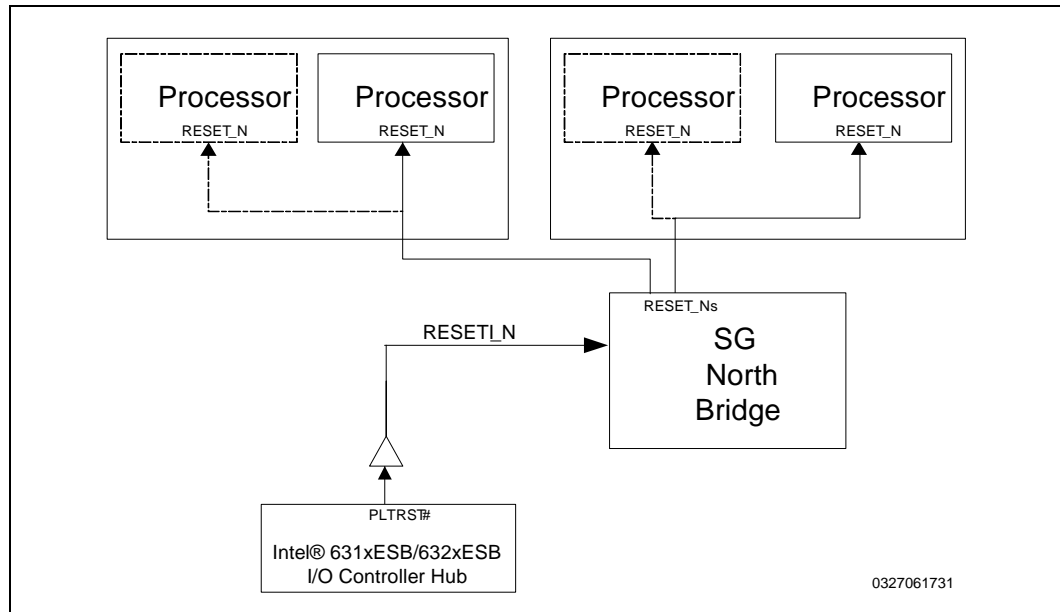 Processor
RESET_N
Processor
RESET_N
Processor
RESET_N
Processor
RESET_N
RESET_Ns
SG
North
Bridge
RESETI_N
PLTRST#
Intel® 631xESB/632xESB
I/O Controller Hub
0327061731